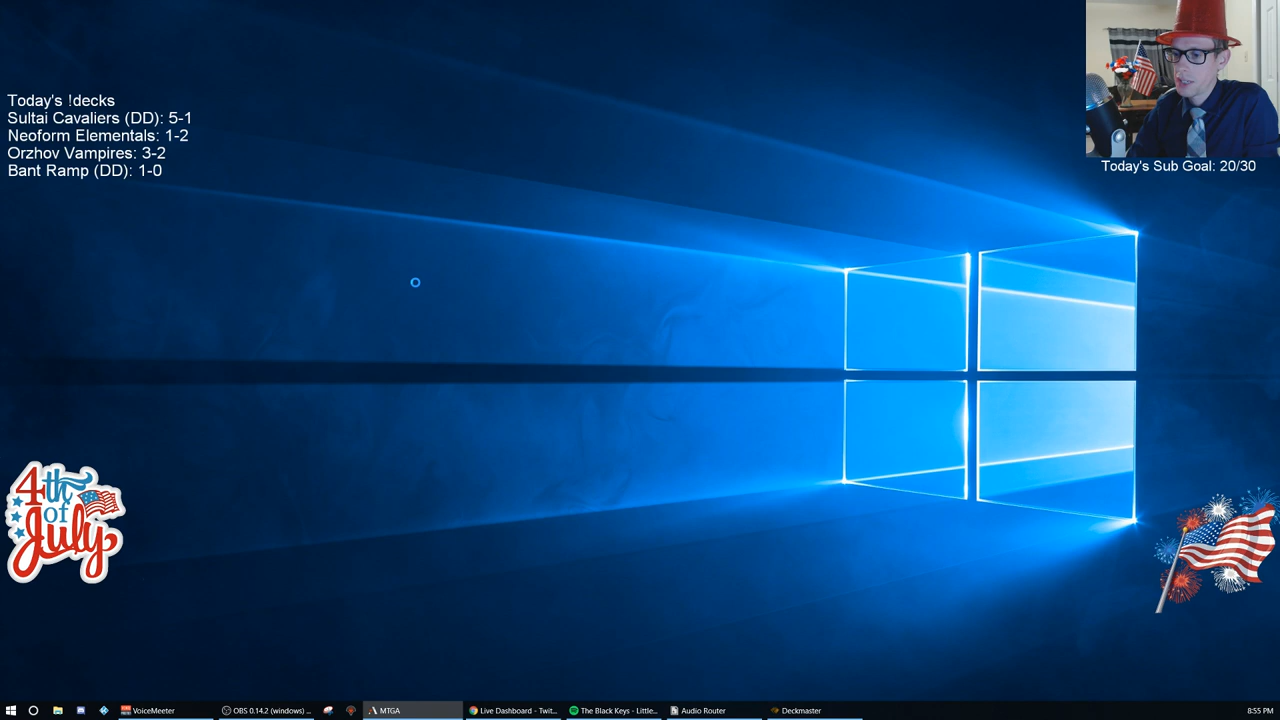 Today's !decks
Sultai Cavaliers (DD): 5-1
Neoform Elementals: 1-2
Orzhov Vampires: 3-2
Bant Ramp (DD): 1-0
Today's Sub Goal: 20/30
4th
of
July
VoiceMeeter
OBS 0.14.2 (windows) ...
MTGA
Live Dashboard - Twit...
The Black Keys - Little...
Audio Router
Deckmaster
8:55 PM